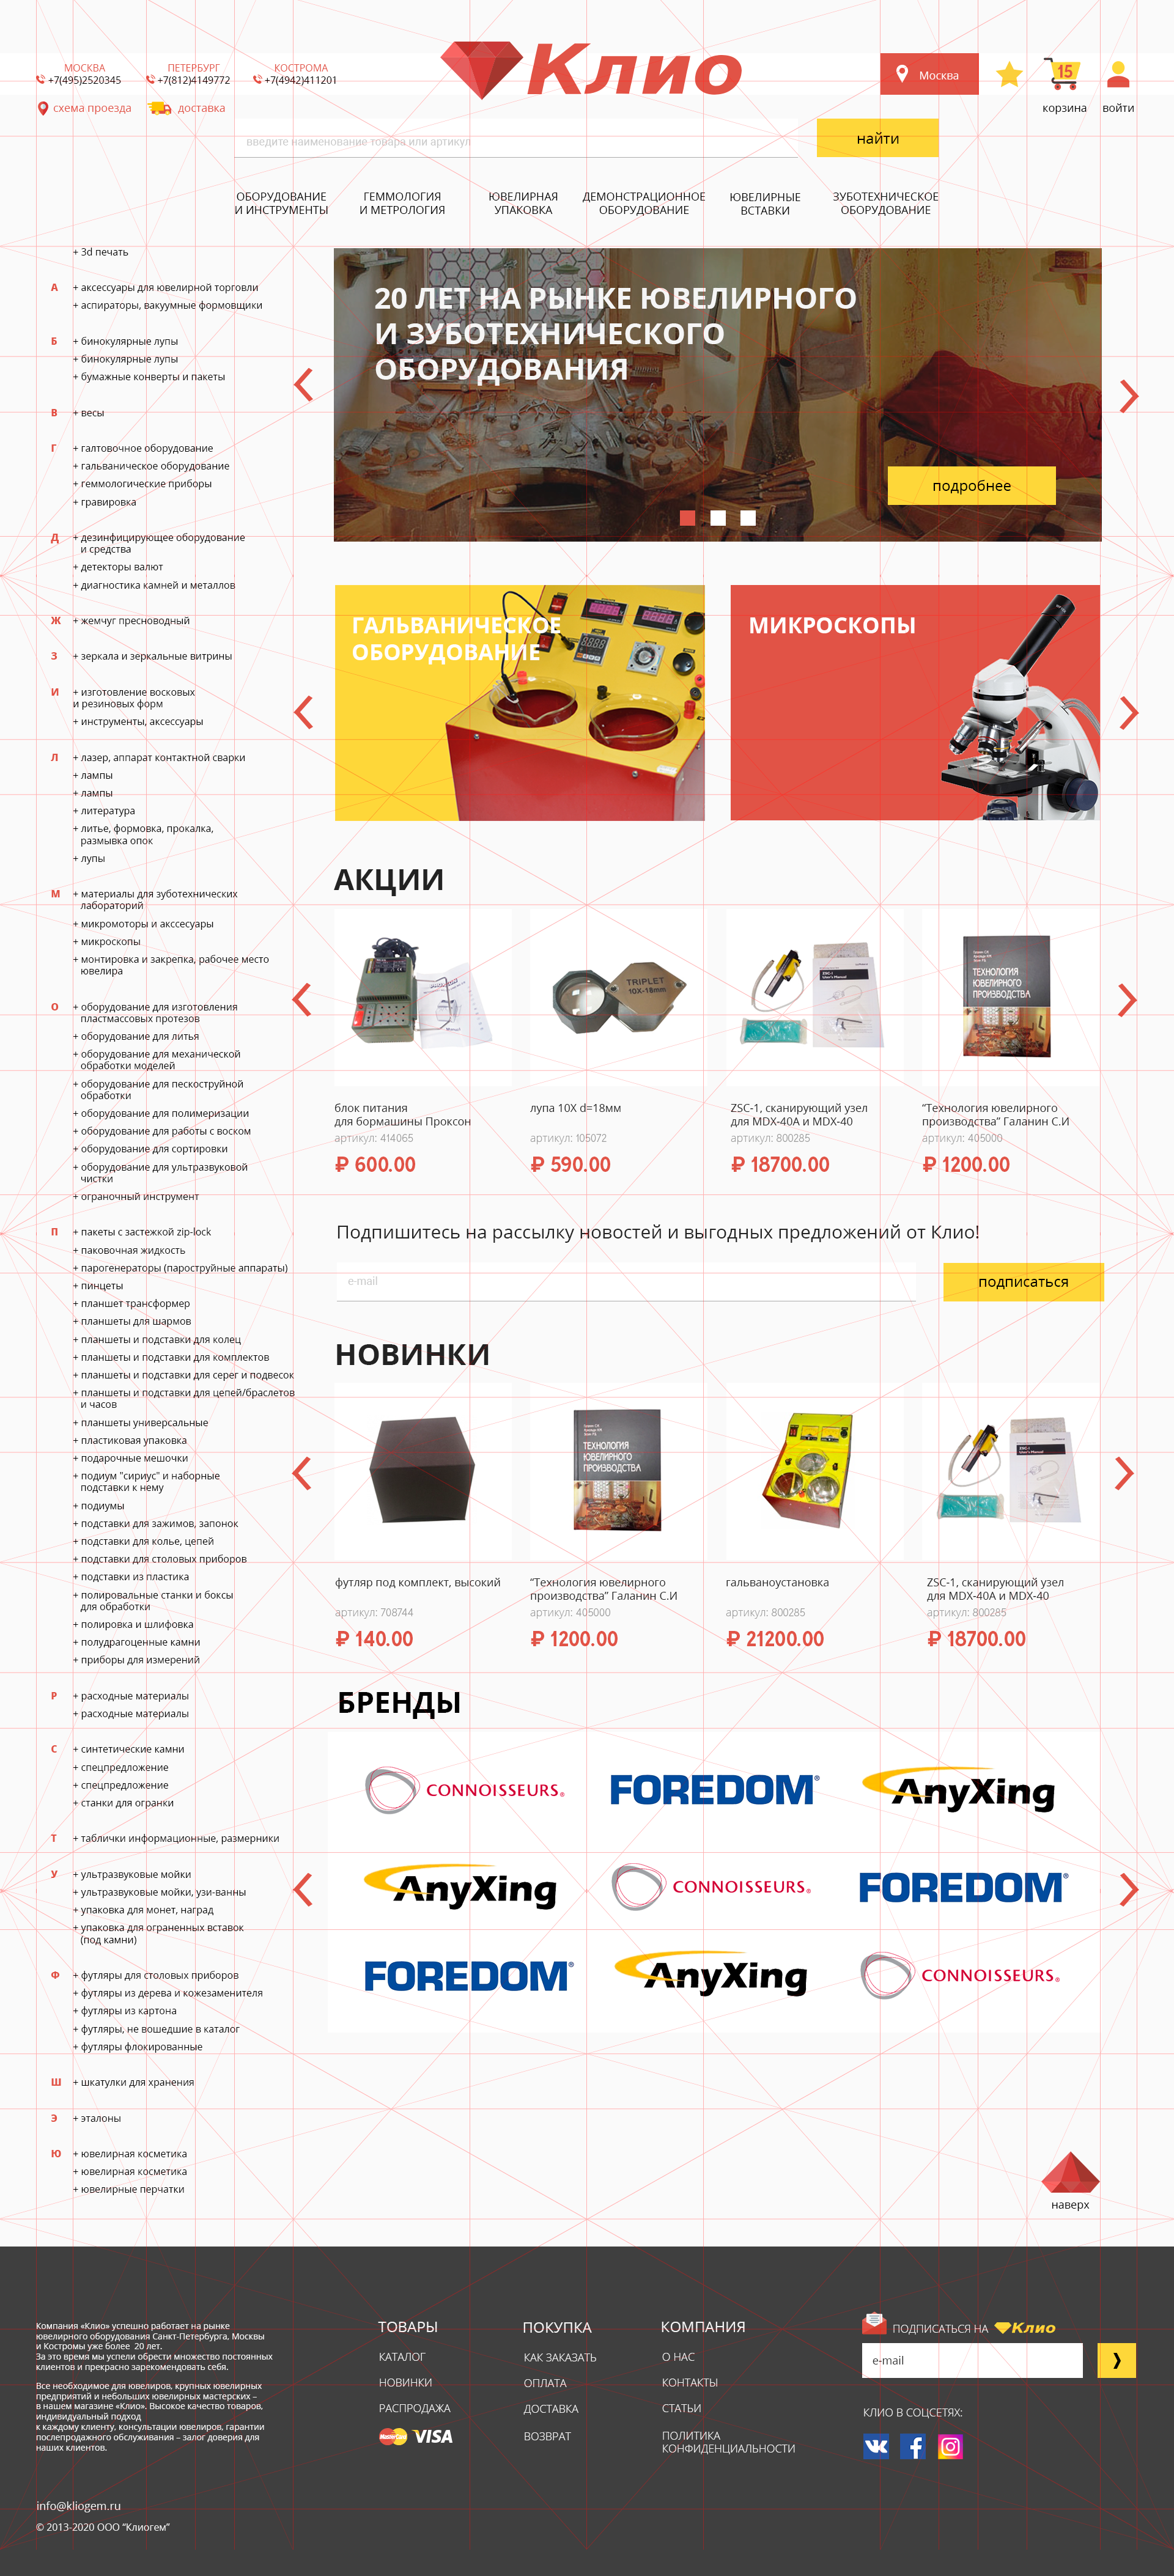 МОСКВА
+7(495)2520345
ПЕТЕРБУРГ
+7(812)4149772
КОСТРОМА
+7(4942)411201
схема проезда
доставка
Клио
Москва
15
корзина
войти
введите наименование товара или артикул
найти
ОБОРУДОВАНИЕ
И ИНСТРУМЕНТЫ
ГЕММОЛОГИЯ
И МЕТРОЛОГИЯ
ЮВЕЛИРНАЯ
УПАКОВКА
ДЕМОНСТРАЦИОННОЕ
ОБОРУДОВАНИЕ
ЮВЕЛИРНЫЕ
ВСТАВКИ
ЗУБОТЕХНИЧЕСКОЕ
ОБОРУДОВАНИЕ
+ 3d печать
А + аксессуары для ювелирной торговли
+ аспираторы, вакуумные формовщики
Б + бинокулярные лупы
+ бинокулярные лупы
+ бумажные конверты и пакеты
В + весы
Г + галтовочное оборудование
+ гальваническое оборудование
+ геммологические приборы
+ гравировка
Д + дезинфицирующее оборудование
и средства
+ детекторы валют
+ диагностика камней и металлов
Ж + жемчуг пресноводный
З + зеркала и зеркальные витрины
И + изготовление восковых
и резиновых форм
+ инструменты, аксессуары
Л + лазер, аппарат контактной сварки
+ лампы
+ лампы
+ литература
+ литье, формовка, прокалка,
размывка опок
+ лупы
М + материалы для зуботехнических
лабораторий
+ микромоторы и акссесуары
+ микроскопы
+ монтировка и закрепка, рабочее место
ювелира
О + оборудование для изготовления
пластмассовых протезов
+ оборудование для литья
+ оборудование для механической
обработки моделей
+ оборудование для пескоструйной
обработки
+ оборудование для полимеризации
+ оборудование для работы с воском
+ оборудование для сортировки
+ оборудование для ультразвуковой
чистки
+ ограночный инструмент
П + пакеты с застежкой zip-lock
+ паковочная жидкость
+ парогенераторы (пароструйные аппараты)
+ пинцеты
+ планшет трансформер
+ планшеты для шармов
+ планшеты и подставки для колец
+ планшеты и подставки для комплектов
+ планшеты и подставки для серег и подвесок
+ планшеты и подставки для цепей/браслетов
и часов
+ планшеты универсальные
+ пластиковая упаковка
+ подарочные мешочки
+ подиум "сириус" и наборные
подставки к нему
+ подиумы
+ подставки для зажимов, запонок
+ подставки для колье, цепей
+ подставки для столовых приборов
+ подставки из пластика
+ полировальные станки и боксы
для обработки
+ полировка и шлифовка
+ полудрагоценные камни
+ приборы для измерений
Р + расходные материалы
+ расходные материалы
С + синтетические камни
+ спецпредложение
+ спецпредложение
+ станки для огранки
Т + таблички информационные, размерники
У + ультразвуковые мойки
+ ультразвуковые мойки, узи-ванны
+ упаковка для монет, наград
+ упаковка для ограненных вставок
(под камни)
Ф + футляры для столовых приборов
+ футляры из дерева и кожезаменителя
+ футляры из картона
+ футляры, не вошедшие в каталог
+ футляры флокированные
Ш + шкатулки для хранения
Э + эталоны
Ю + ювелирная косметика
+ ювелирная косметика
+ ювелирные перчатки
20 ЛЕТ НА РЫНКЕ ЮВЕЛИРНОГО
И ЗУБОТЕХНИЧЕСКОГО
ОБОРУДОВАНИЯ
подробнее
ГАЛЬВАНИЧЕСКОЕ
ОБОРУДОВАНИЕ
МИКРОСКОПЫ
АКЦИИ
TRIPLET
10X-18mm
ТЕХНОЛОГИЯ
ЮВЕЛИРНОГО
ПРОИЗВОДСТВА
блок питания
для бормашины Проксон
артикул: 414065
₽ 600.00
лупа 10X d=18мм
артикул: 105072
₽ 590.00
ZSC-1, сканирующий узел
для MDX-40A и MDX-40
артикул: 800285
₽ 18700.00
“Технология ювелирного
производства” Галанин С.И
артикул: 405000
₽ 1200.00
Подпишитесь на рассылку новостей и выгодных предложений от Клио!
e-mail
подписаться
НОВИНКИ
ТЕХНОЛОГИЯ
ЮВЕЛИРНОГО
ПРОИЗВОДСТВА
футляр под комплект, высокий
артикул: 708744
₽ 140.00
“Технология ювелирного
производства” Галанин С.И
артикул: 405000
₽ 1200.00
гальваноустановка
артикул: 800285
₽ 21200.00
ZSC-1, сканирующий узел
для MDX-40A и MDX-40
артикул: 800285
₽ 18700.00
БРЕНДЫ
CONNOISSEURS®
FOREDOM®
AnyXing
AnyXing
CONNOISSEURS®
FOREDOM®
FOREDOM®
AnyXing
CONNOISSEURS®
наверх
Компания «Клио» успешно работает на рынке
ювелирного оборудования Санкт-Петербурга, Москвы
и Костромы уже более 20 лет.
За это время мы успели обрести множество постоянных
клиентов и прекрасно зарекомендовать себя.
Все необходимое для ювелиров, крупных ювелирных
предприятий и небольших ювелирных мастерских –
в нашем магазине «Клио». Высокое качество товаров,
индивидуальный подход
к каждому клиенту, консультации ювелиров, гарантии
послепродажного обслуживания – залог доверия для
наших клиентов.
info@kliogem.ru
© 2013-2020 ООО “Клиогем”
ТОВАРЫ
КАТАЛОГ
НОВИНКИ
РАСПРОДАЖА
MasterCard VISA
ПОКУПКА
КАК ЗАКАЗАТЬ
ОПЛАТА
ДОСТАВКА
ВОЗВРАТ
КОМПАНИЯ
О НАС
КОНТАКТЫ
СТАТЬИ
ПОЛИТИКА
КОНФИДЕНЦИАЛЬНОСТИ
ПОДПИСАТЬСЯ НА Клио
e-mail
КЛИО В СОЦСЕТЯХ: